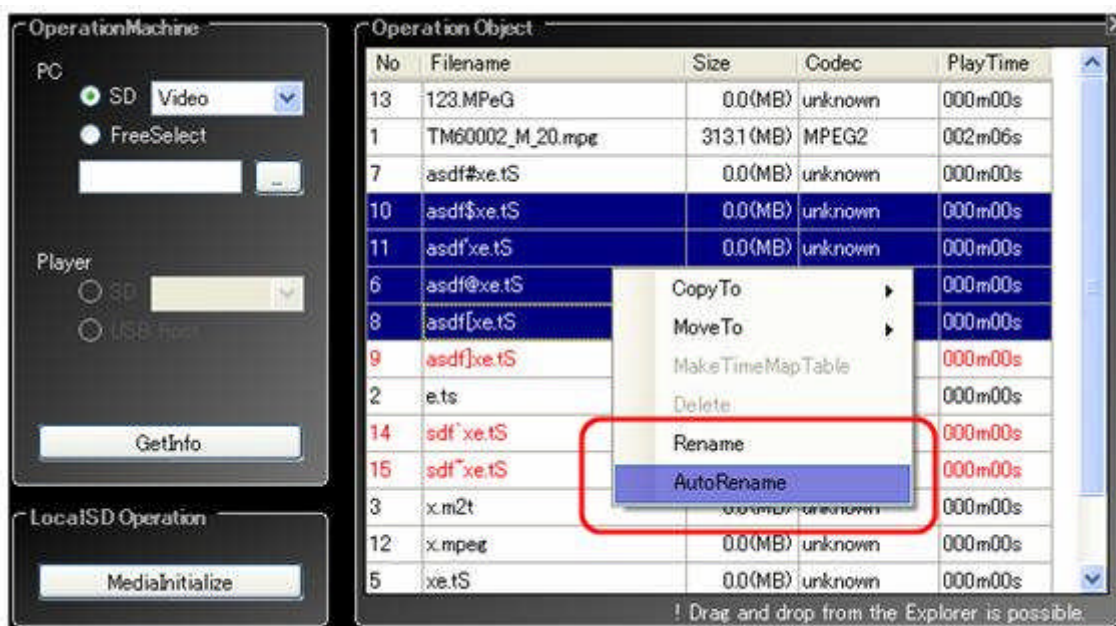 OperationMachine
PC
SD Video
FreeSelect
...
Player
SD
USB Root
GetInfo
LocalSD Operation
MediaInitialize
Operation Object
No Filename Size Codec PlayTime
13 123.MPeG 0.0(MB) unknown 000m00s
1 TM60002_M_20.mpg 313.1(MB) MPEG2 002m06s
7 asdf#xe.tS 0.0(MB) unknown 000m00s
10 asdf$xe.tS 0.0(MB) unknown 000m00s
11 asdf'xe.tS 0.0(MB) unknown 000m00s
6 asdf@xe.tS 000m00s
8 asdf[xe.tS 000m00s
9 asdf]xe.tS 000m00s
2 e.ts 000m00s
14 sdf`xe.tS 000m00s
15 sdf~xe.tS 000m00s
3 x.m2t 0.0(MB) unknown 000m00s
12 x.mpeg 0.0(MB) unknown 000m00s
5 xe.tS 0.0(MB) unknown 000m00s
CopyTo
MoveTo
MakeTimeMapTable
Delete
Rename
AutoRename
! Drag and drop from the Explorer is possible.